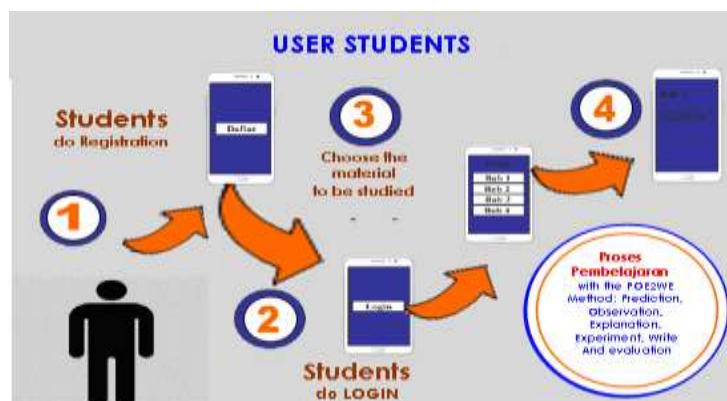 USER STUDENTS
Students
do Registration
1
Daftar
3
Choose the
material
to be studied
2
Login
Students
do LOGIN
Bab 1
Bab 2
Bab 3
Bab 4
4
Proses
Pembelajaran
with the POE2WE
Method: Prediction,
Observation,
Explanation,
Experiment, Write
And evaluation